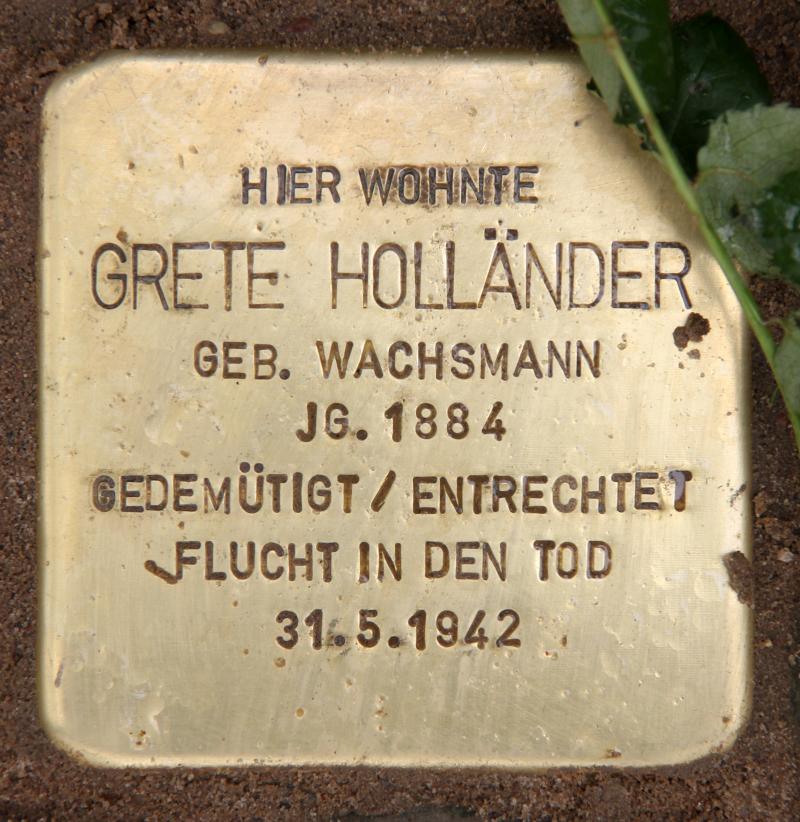 HIER WOHNTE
GRETE HOLLÄNDER
GEB. WACHSMANN
JG. 1884
GEDEMÜTIGT / ENTRECHTET
FLUCHT IN DEN TOD
31.5.1942